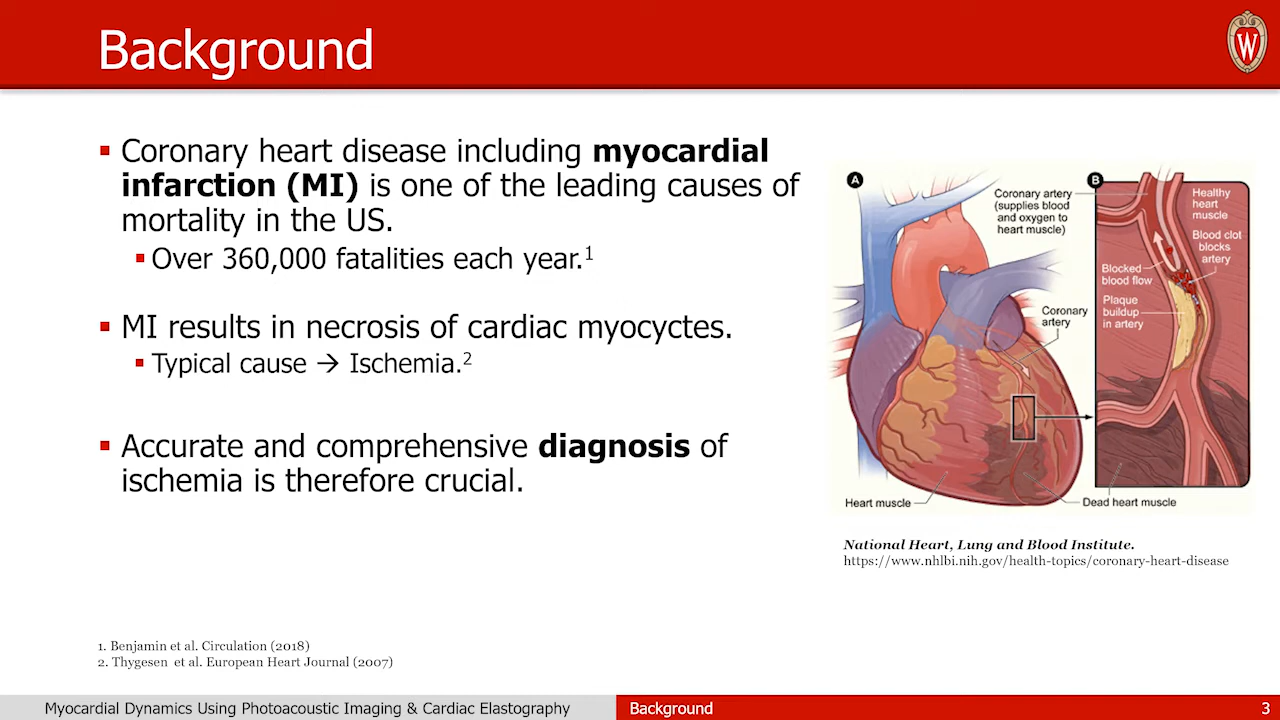 Background
W
▪ Coronary heart disease including myocardial
infarction (MI) is one of the leading causes of
mortality in the US.
▪ Over 360,000 fatalities each year.1
▪ MI results in necrosis of cardiac myocyctes.
▪ Typical cause → Ischemia.2
▪ Accurate and comprehensive diagnosis of
ischemia is therefore crucial.
A
Coronary artery
(supplies blood
and oxygen to
heart muscle)
Coronary
artery
Heart muscle
Dead heart muscle
B
Healthy
heart
muscle
Blood clot
blocks
artery
Blocked
blood flow
Plaque
buildup
in artery
National Heart, Lung and Blood Institute.
https://www.nhlbi.nih.gov/health-topics/coronary-heart-disease
1. Benjamin et al. Circulation (2018)
2. Thygesen et al. European Heart Journal (2007)
Myocardial Dynamics Using Photoacoustic Imaging & Cardiac Elastography
Background
3